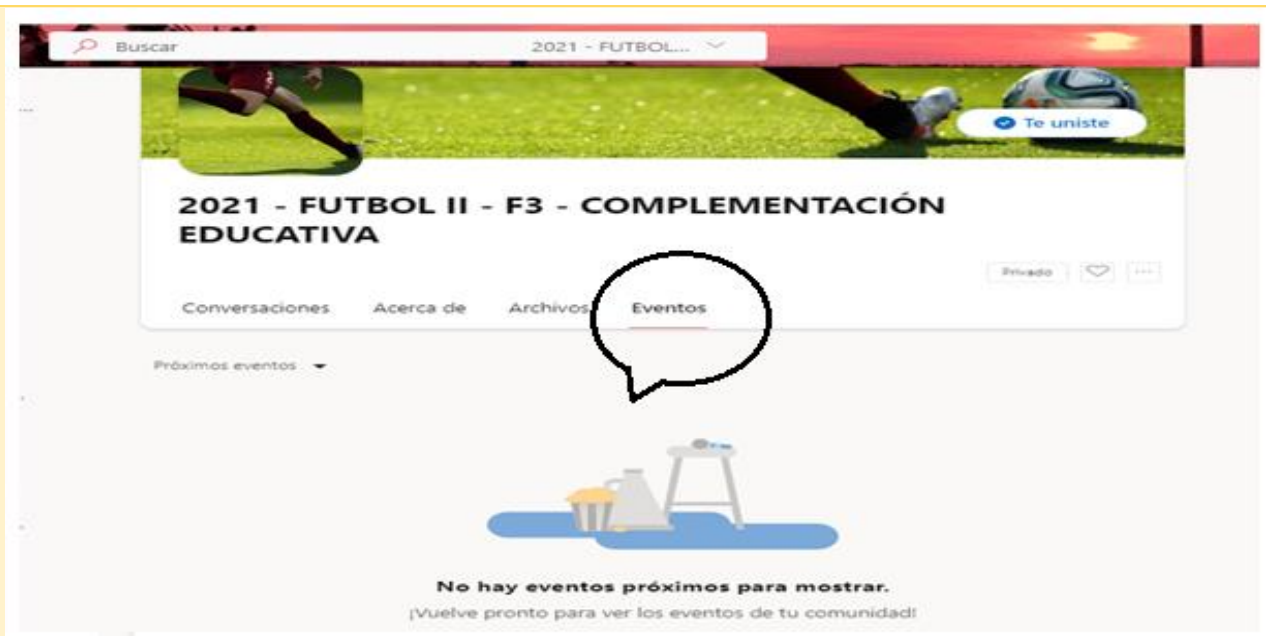 Buscar 2021 - FUTBOL...
Te uniste
2021 - FUTBOL II - F3 - COMPLEMENTACIÓN
EDUCATIVA
Privado
Conversaciones Acerca de Archivos Eventos
Próximos eventos
No hay eventos próximos para mostrar.
¡Vuelve pronto para ver los eventos de tu comunidad!